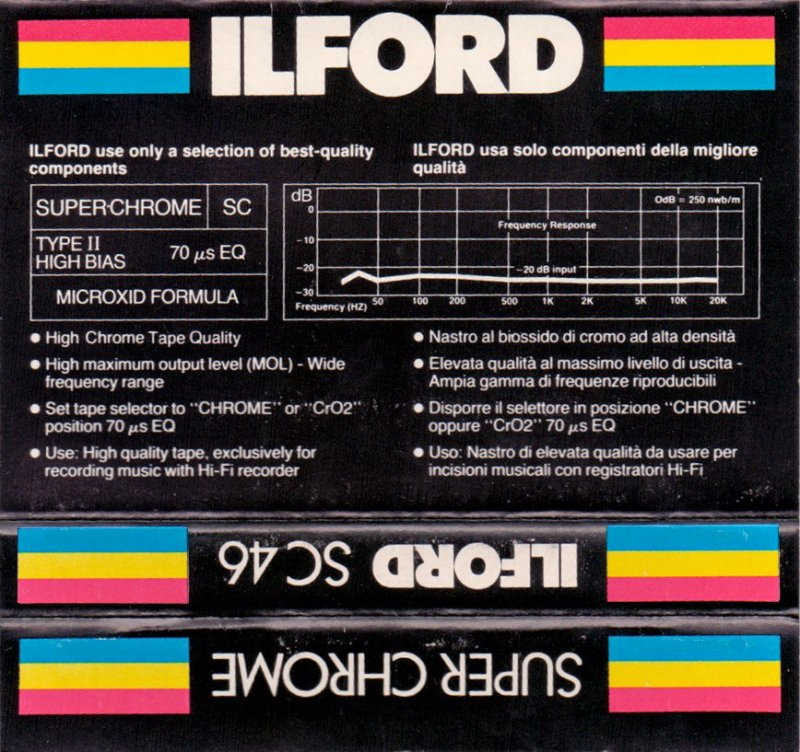 ILFORD
ILFORD use only a selection of best-quality
components
SUPER·CHROME SC
TYPE II
HIGH BIAS
70 µs EQ
MICROXID FORMULA
ILFORD usa solo componenti della migliore
qualità
dB
0
-10
-20
-30
OdB = 250 nwb/m
Frequency Response
-20 dB input
Frequency (HZ) 50 100 200 500 1K 2K 5K 10K 20K
● High Chrome Tape Quality
● High maximum output level (MOL) - Wide
frequency range
● Set tape selector to "CHROME" or "CrO2"
position 70 µs EQ
● Use: High quality tape, exclusively for
recording music with Hi-Fi recorder
● Nastro al biossido di cromo ad alta densità
● Elevata qualità al massimo livello di uscita -
Ampia gamma di frequenze riproducibili
● Disporre il selettore in posizione "CHROME"
oppure "CrO2" 70 µs EQ
● Uso: Nastro di elevata qualità da usare per
incisioni musicali con registratori Hi-Fi
ILFORD SC 46
SUPER CHROME